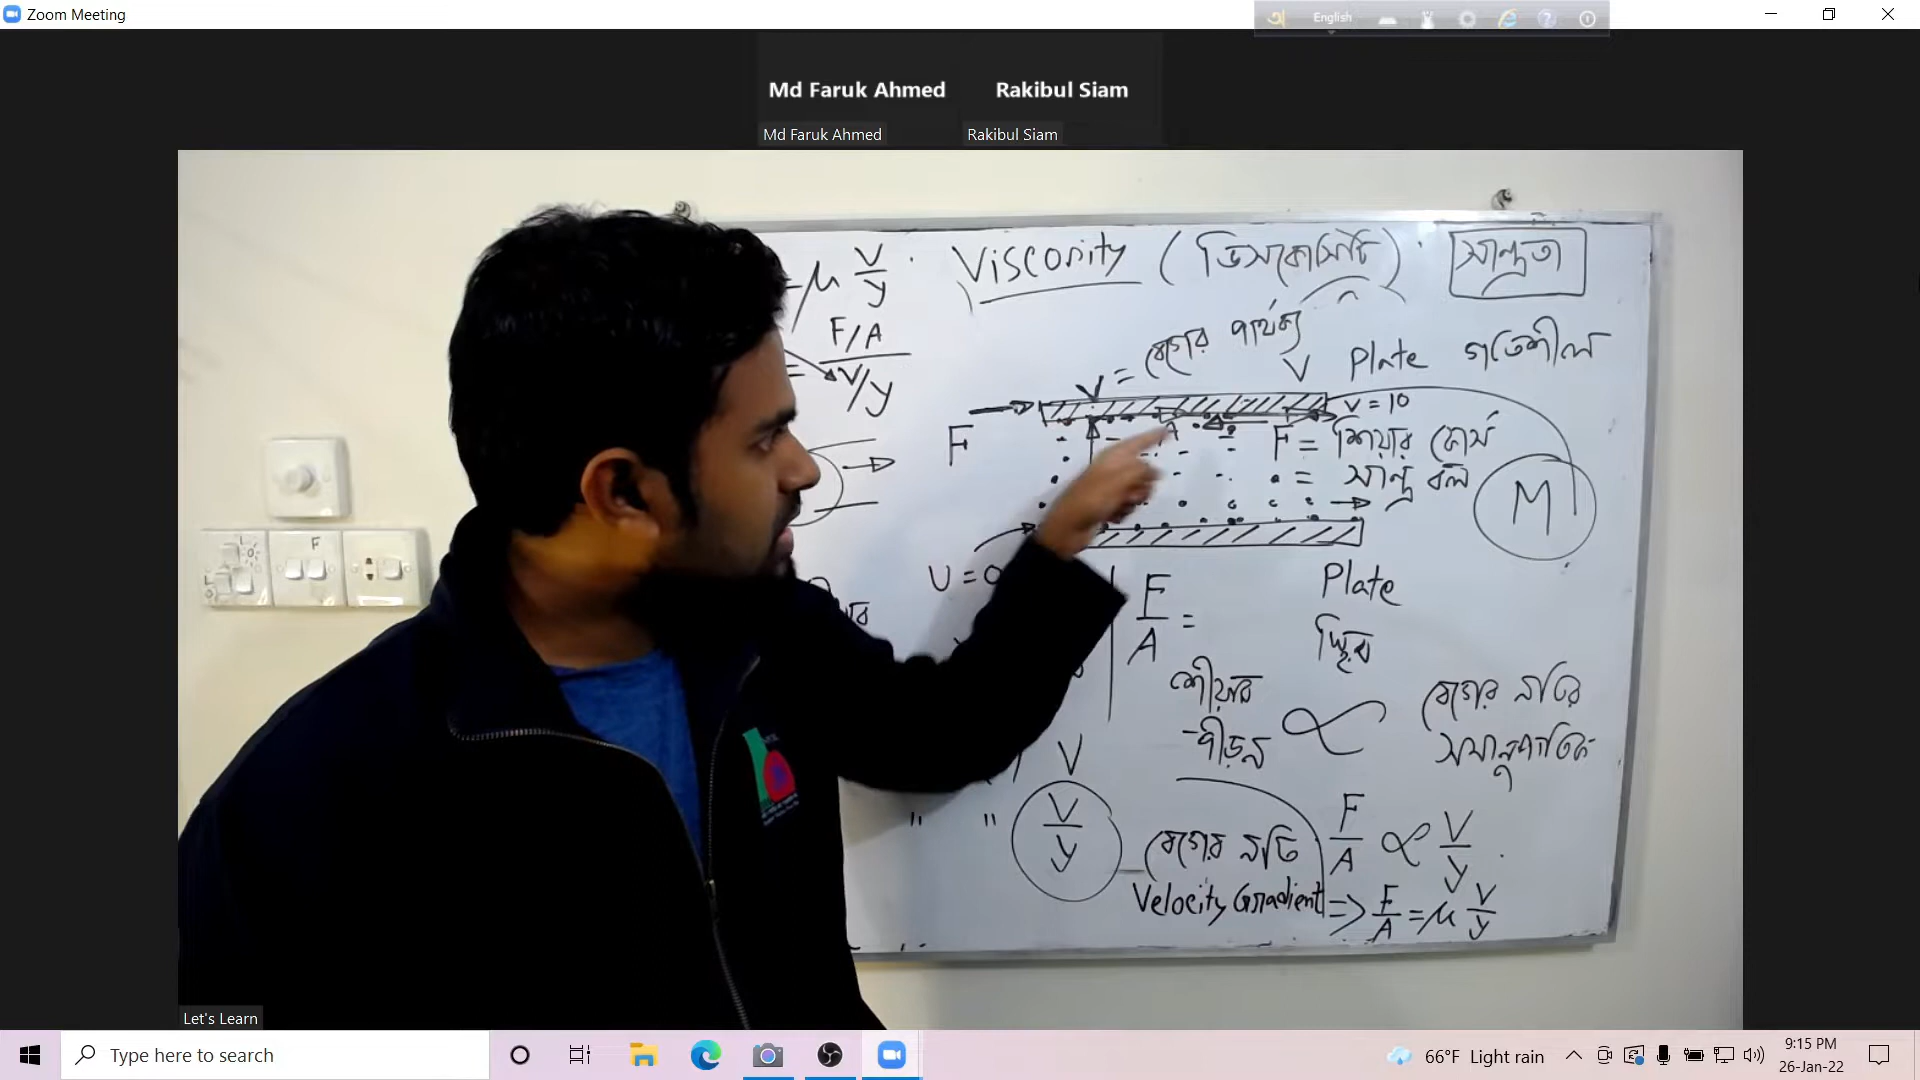 Zoom Meeting
English
Md Faruk Ahmed
Rakibul Siam
Md Faruk Ahmed
Rakibul Siam
μ V/y
Viscority (ভিসকোসিটি) সান্দ্রতা
F/A
= V/y
V = বেগের পার্থক্য
V Plate গতিশীল
V = 10
F
A
F = শিয়ার ফোর্স
= সান্দ্র বল
M
U = 0
F/A =
Plate
স্থির
শীয়ার
পীড়ন ∝
বেগের নতির
সমানুপাতিক
V
" "
V/y
বেগের নতি
Velocity Gradient
F/A ∝ V/y
=> F/A = μ V/y
Let's Learn
Type here to search
66°F Light rain
9:15 PM
26-Jan-22